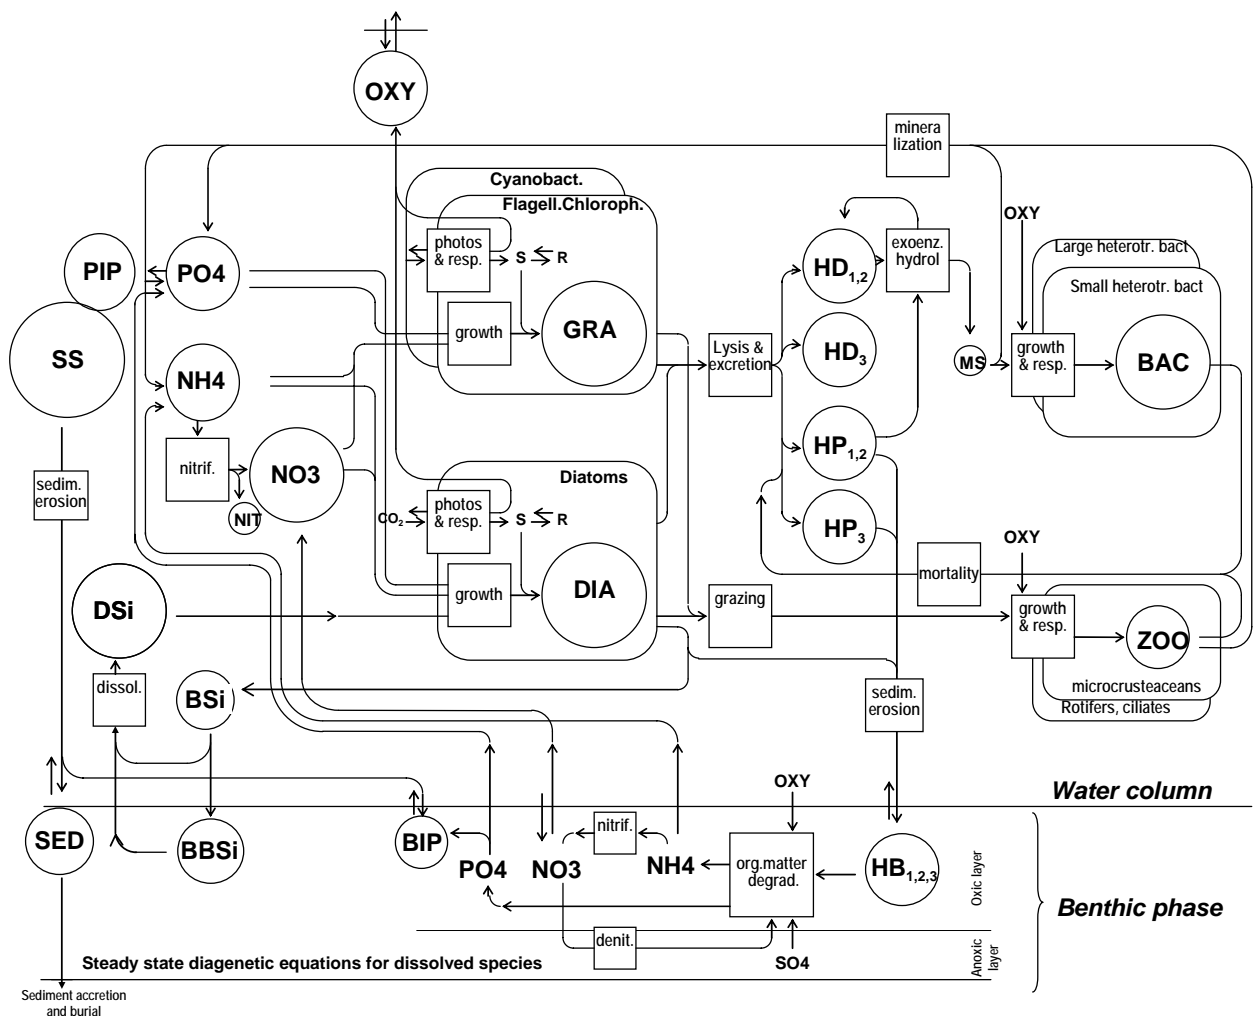 OXY
minera
lization
Cyanobact.
Flagell.Chloroph.
OXY
photos
& resp.
S
R
exoenz.
hydrol
Large heterotr. bact
Small heterotr. bact
PIP
PO4
HD1,2
SS
growth
GRA
Lysis &
excretion
HD3
MS
growth
& resp.
BAC
NH4
nitrif.
NO3
NIT
HP1,2
sedim.
erosion
Diatoms
CO2
photos
& resp.
S
R
HP3
OXY
mortality
DSi
growth
DIA
grazing
growth
& resp.
ZOO
dissol.
BSi
sedim.
erosion
microcrusteaceans
Rotifers, ciliates
OXY
Water column
SED
BBSi
BIP
PO4
NO3
nitrif.
NH4
org.matter
degrad.
HB1,2,3
Oxic layer
Benthic phase
denit.
SO4
Anoxic
layer
Steady state diagenetic equations for dissolved species
Sediment accretion
and burial